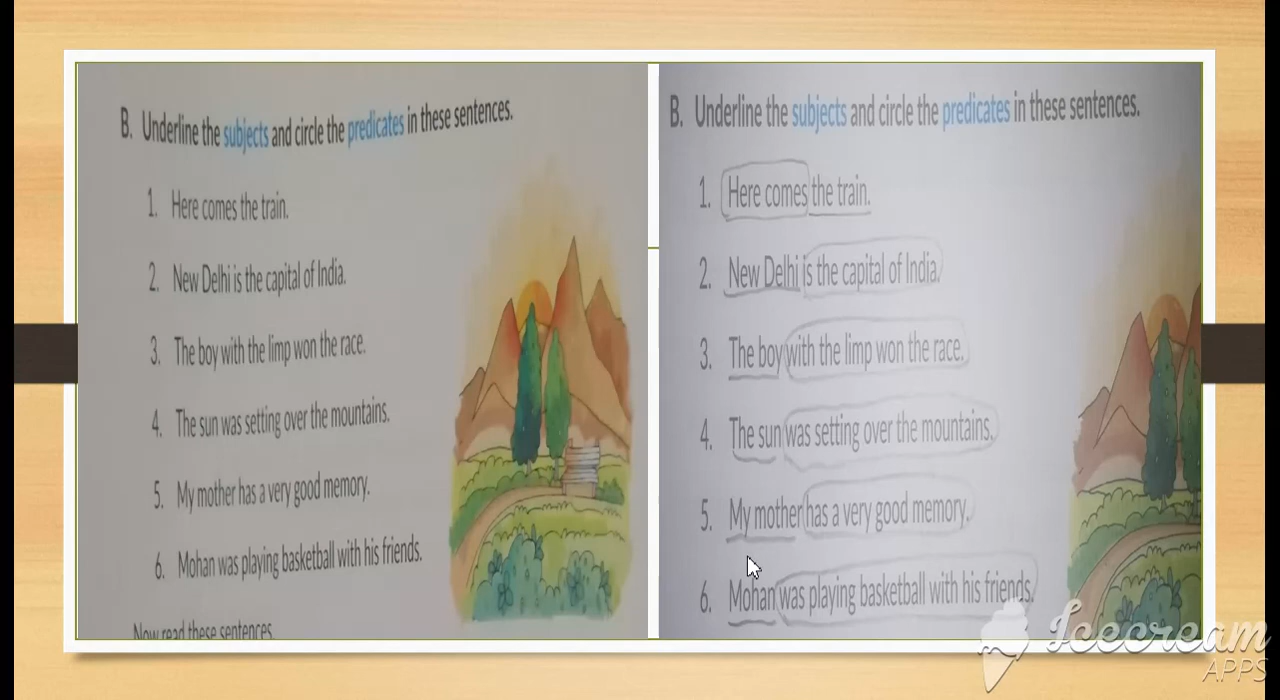 B. Underline the subjects and circle the predicates in these sentences.
1. Here comes the train.
2. New Delhi is the capital of India.
3. The boy with the limp won the race.
4. The sun was setting over the mountains.
5. My mother has a very good memory.
6. Mohan was playing basketball with his friends.
Now read these sentences
B. Underline the subjects and circle the predicates in these sentences.
1. Here comes the train.
2. New Delhi is the capital of India.
3. The boy with the limp won the race.
4. The sun was setting over the mountains.
5. My mother has a very good memory.
6. Mohan was playing basketball with his friends.
Icecream
APPS